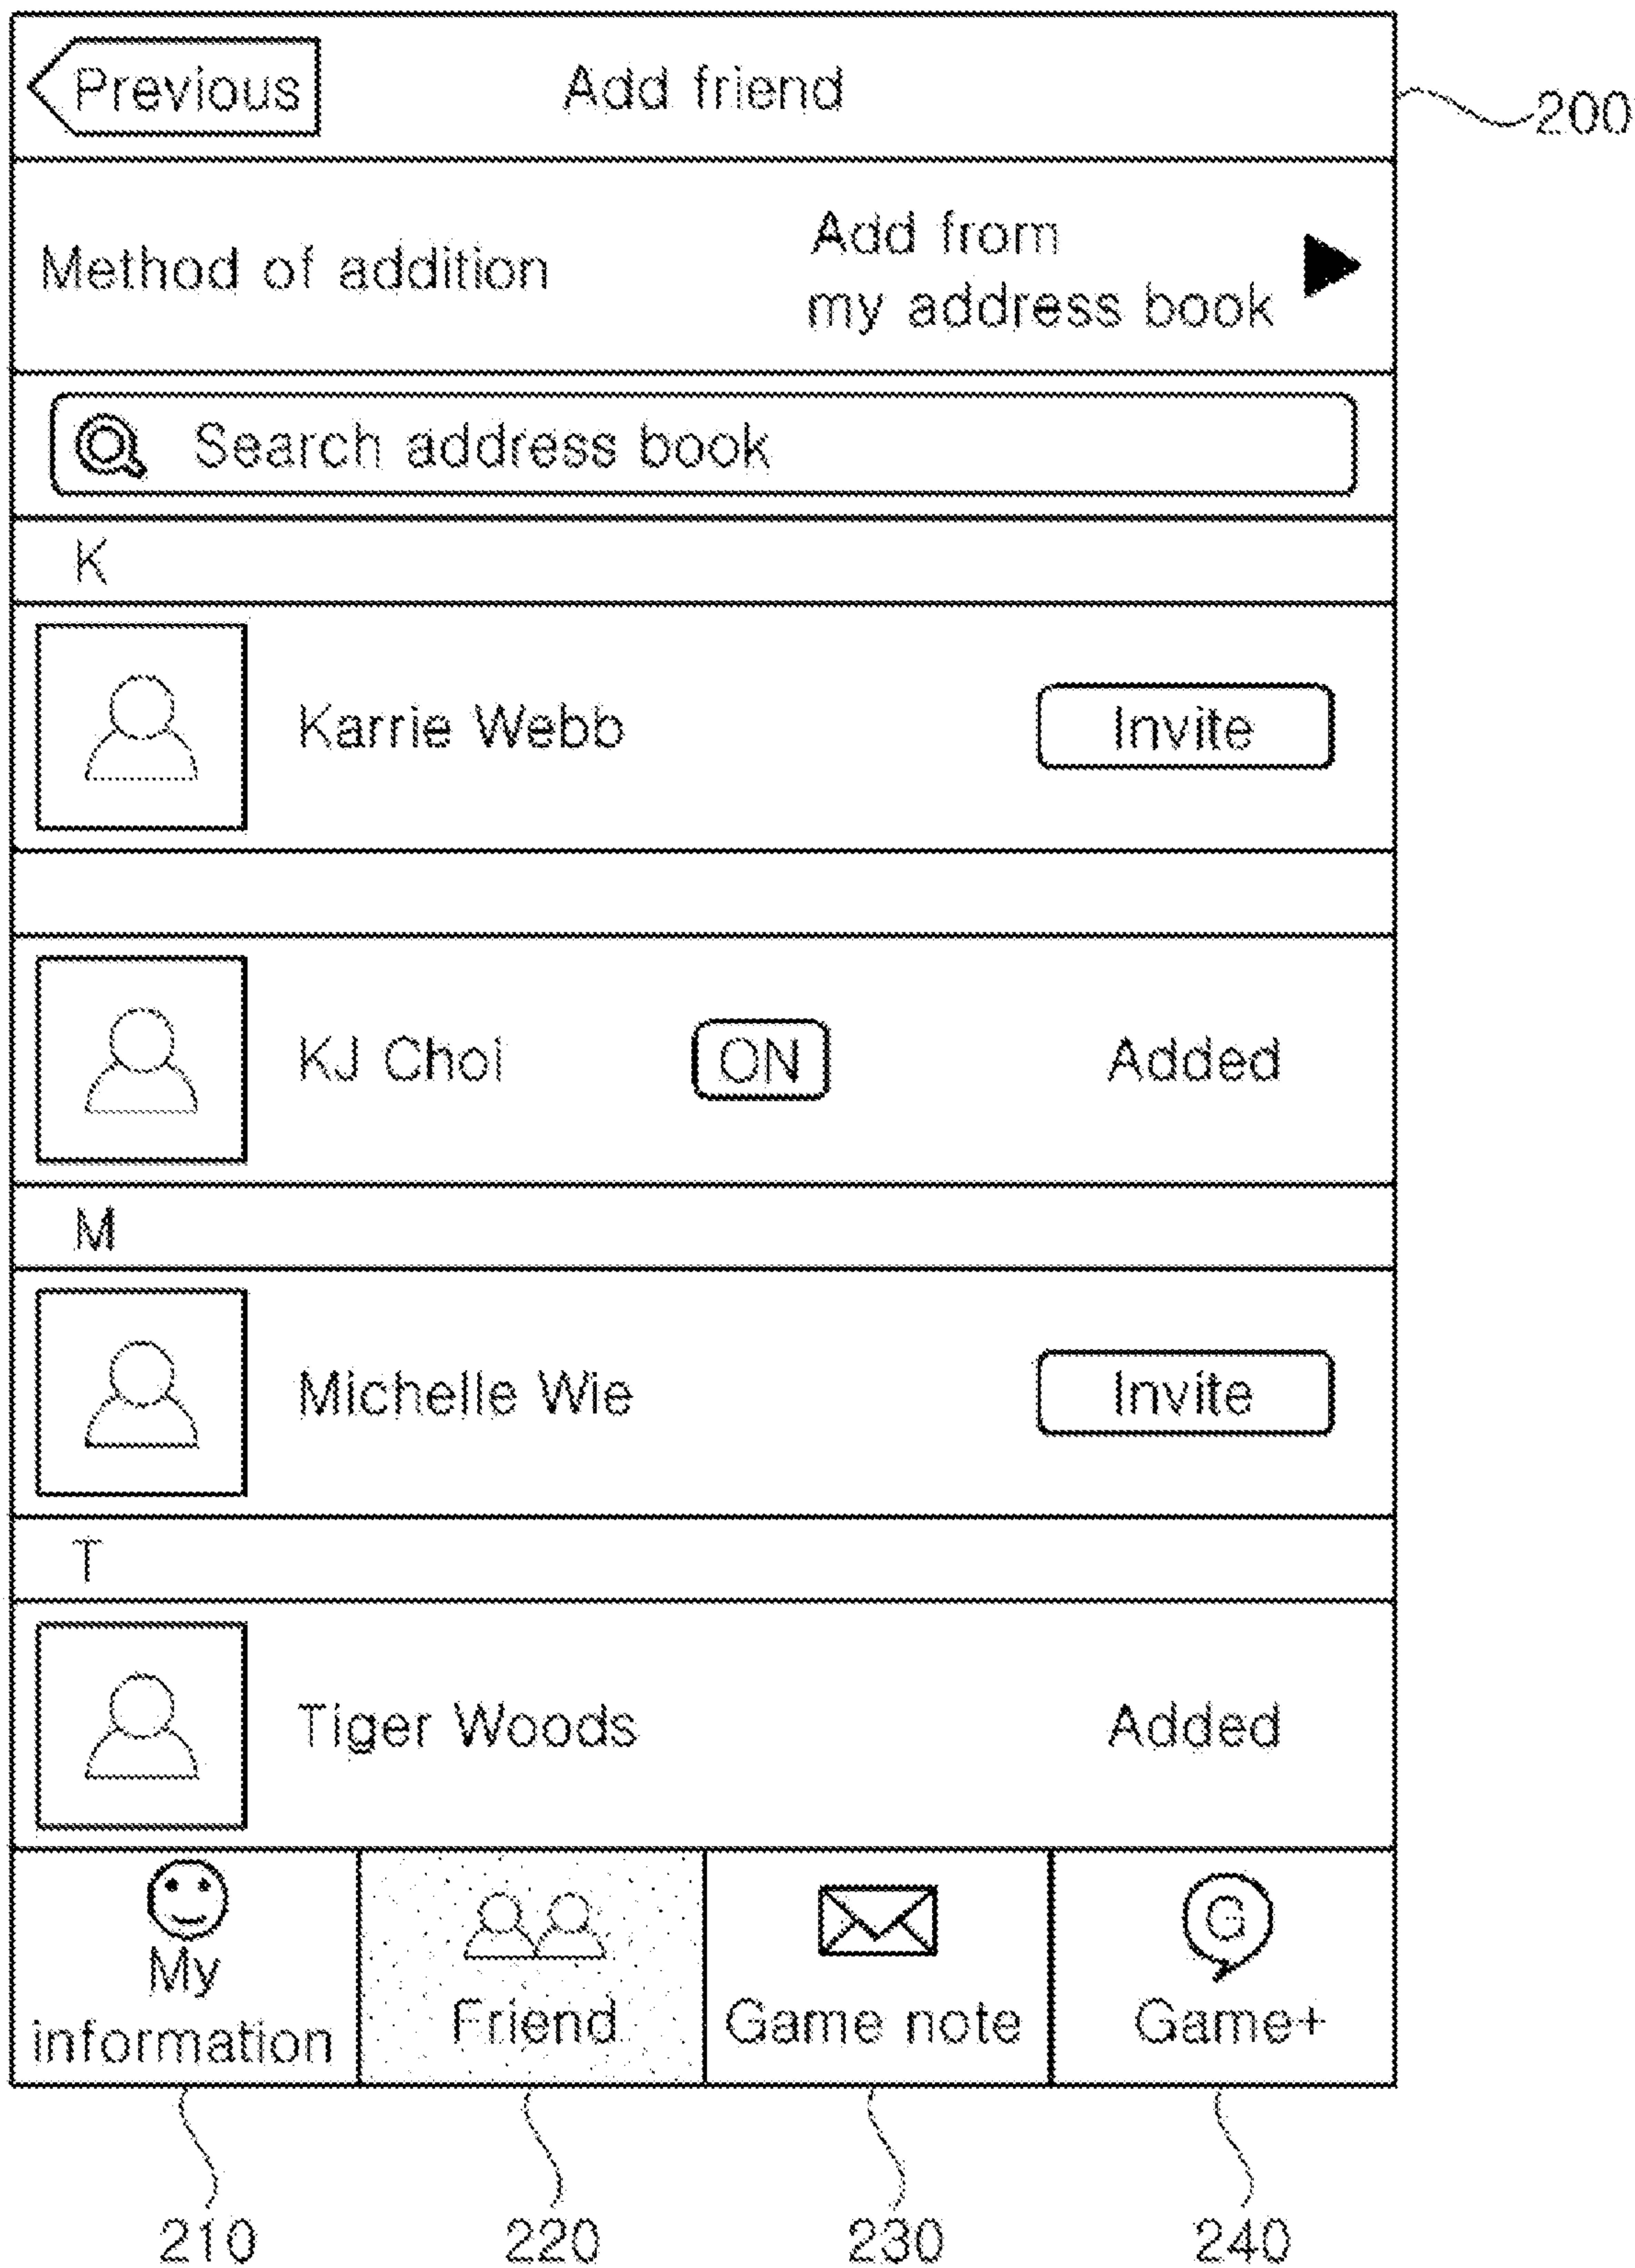 Previous
Add friend
200
Method of addition
Add from
my address book
Search address book
K
Karrie Webb
Invite
KJ Choi
ON
Added
M
Michelle Wie
Invite
T
Tiger Woods
Added
My
information
Friend
Game note
G
Game+
210
220
230
240